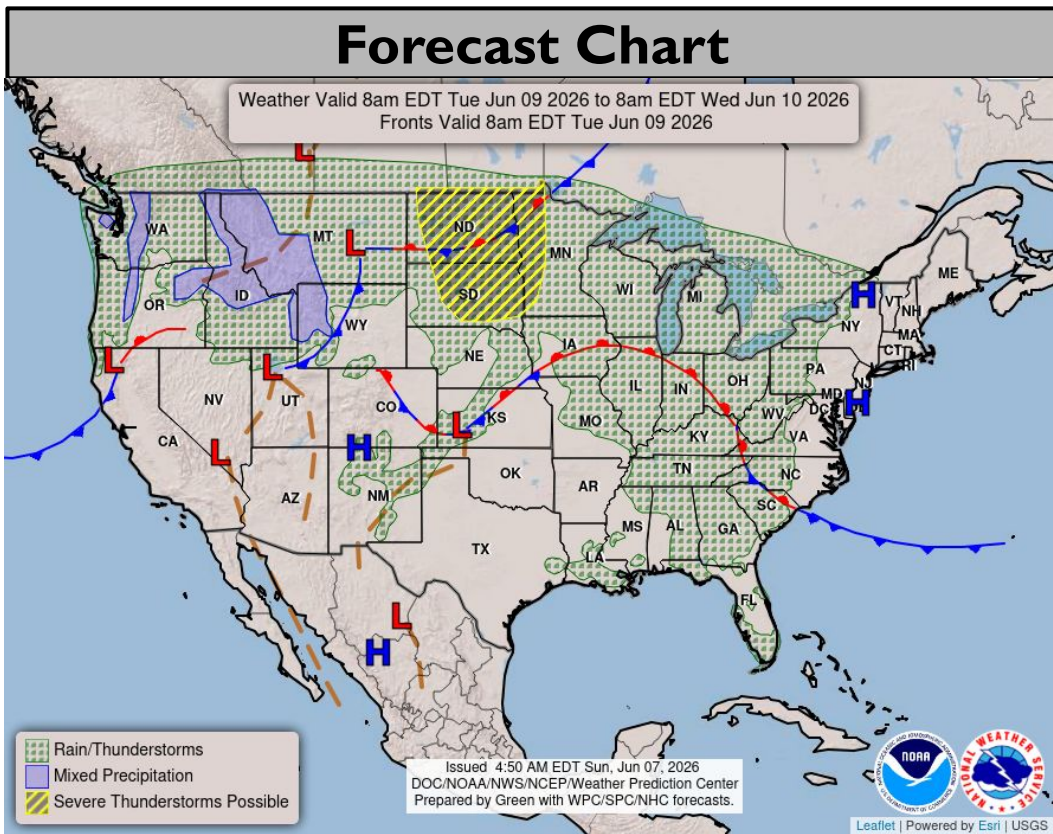 Forecast Chart
Weather Valid 8am EDT Tue Jun 09 2026 to 8am EDT Wed Jun 10 2026
Fronts Valid 8am EDT Tue Jun 09 2026
L
WA
MT
L
ND
MN
ME
OR
ID
SD
WI
MI
H
VT
NH
WY
NY
MA
L
L
NE
IA
CT
RI
PA
NV
UT
CO
IL
IN
OH
NJ
MD
H
DC
CA
L
H
L
KS
MO
KY
WV
VA
AZ
NM
OK
AR
TN
NC
SC
TX
MS
AL
GA
LA
FL
L
H
Rain/Thunderstorms
Mixed Precipitation
Severe Thunderstorms Possible
Issued 4:50 AM EDT Sun, Jun 07, 2026
DOC/NOAA/NWS/NCEP/Weather Prediction Center
Prepared by Green with WPC/SPC/NHC forecasts.
NOAA
NATIONAL WEATHER SERVICE
Leaflet | Powered by Esri | USGS